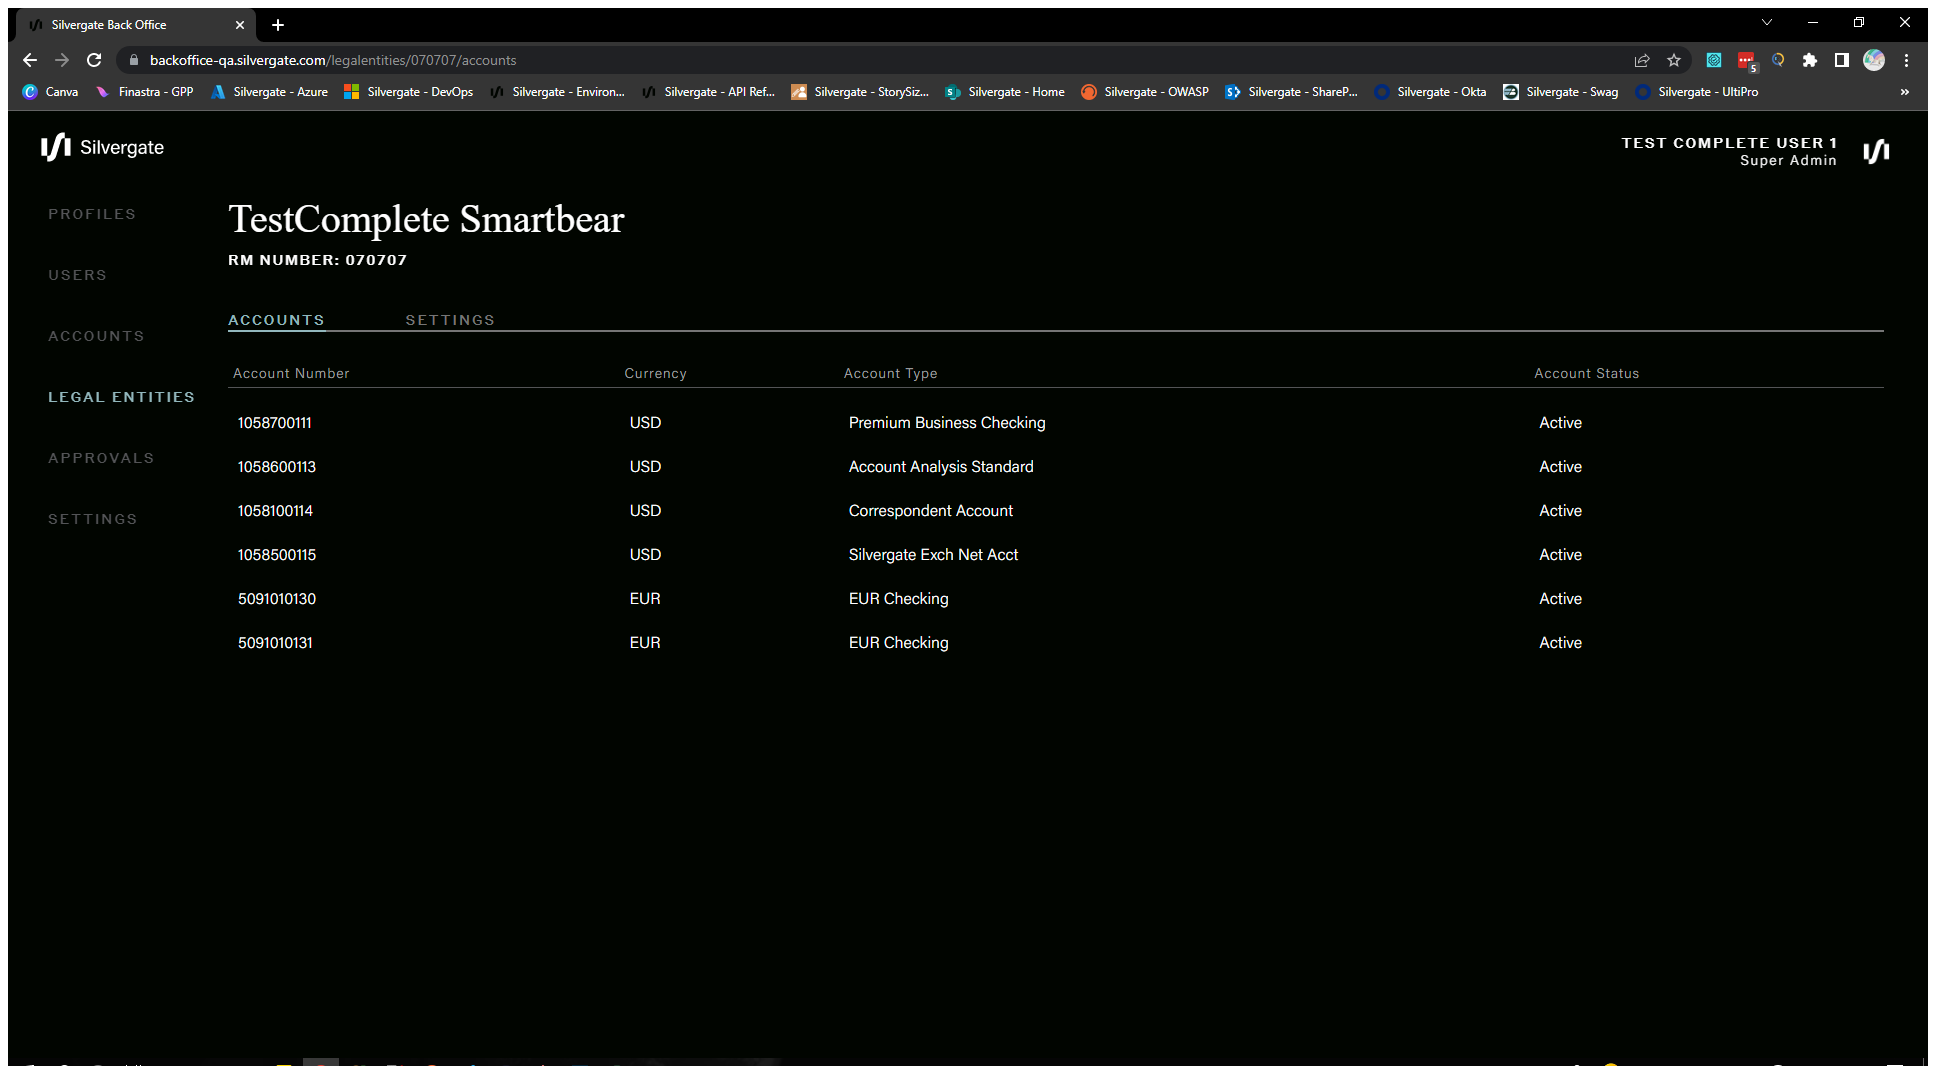 Silvergate Back Office
backoffice-qa.silvergate.com/legalentities/070707/accounts
5
Canva Finastra - GPP Silvergate - Azure Silvergate - DevOps Silvergate - Environ... Silvergate - API Ref... Silvergate - StorySiz... Silvergate - Home Silvergate - OWASP Silvergate - ShareP... Silvergate - Okta Silvergate - Swag Silvergate - UltiPro »
Silvergate
TEST COMPLETE USER 1
Super Admin
PROFILES
USERS
ACCOUNTS
LEGAL ENTITIES
APPROVALS
SETTINGS
TestComplete Smartbear
RM NUMBER: 070707
ACCOUNTS SETTINGS
Account Number Currency Account Type Account Status
1058700111 USD Premium Business Checking Active
1058600113 USD Account Analysis Standard Active
1058100114 USD Correspondent Account Active
1058500115 USD Silvergate Exch Net Acct Active
5091010130 EUR EUR Checking Active
5091010131 EUR EUR Checking Active